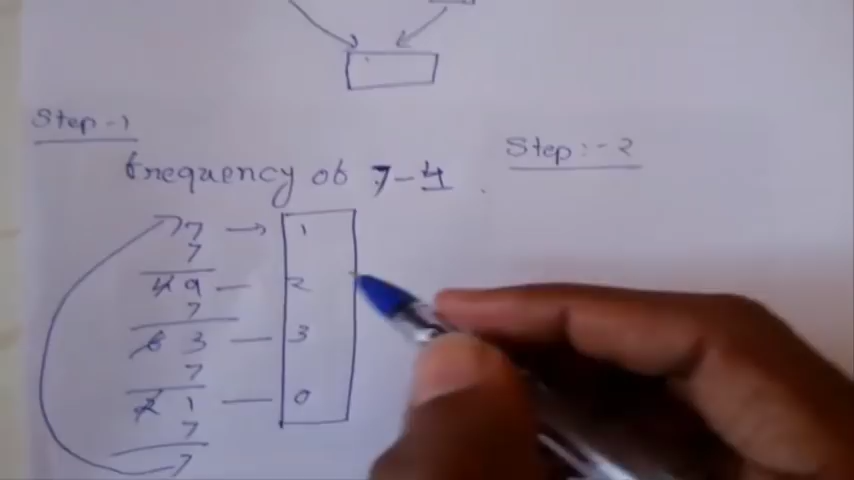 Step-1
frequency of 7-4
Step:-2
7 → 1
7
49 — 2
7
63 — 3
7
21 — 0
7
7